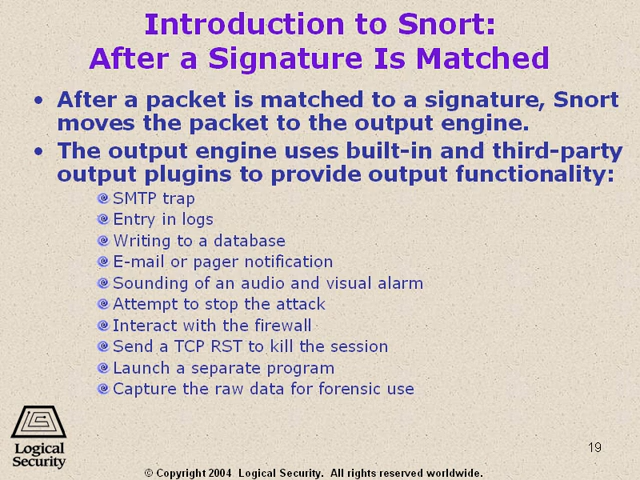 Introduction to Snort:
After a Signature Is Matched
• After a packet is matched to a signature, Snort
moves the packet to the output engine.
• The output engine uses built-in and third-party
output plugins to provide output functionality:
SMTP trap
Entry in logs
Writing to a database
E-mail or pager notification
Sounding of an audio and visual alarm
Attempt to stop the attack
Interact with the firewall
Send a TCP RST to kill the session
Launch a separate program
Capture the raw data for forensic use
Logical
Security
19
© Copyright 2004 Logical Security. All rights reserved worldwide.